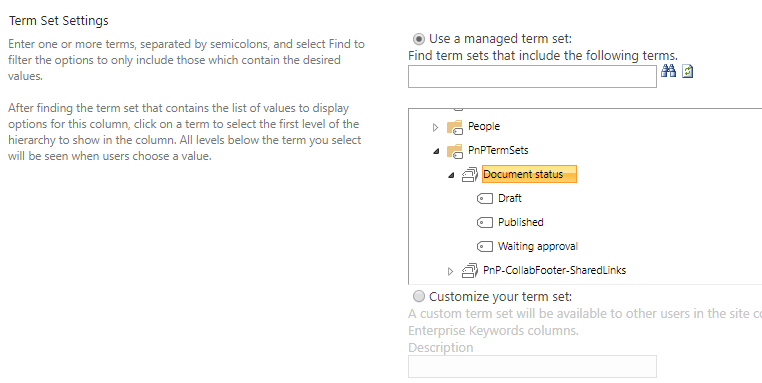 Term Set Settings
Enter one or more terms, separated by semicolons, and select Find to
filter the options to only include those which contain the desired
values.
After finding the term set that contains the list of values to display
options for this column, click on a term to select the first level of the
hierarchy to show in the column. All levels below the term you select
will be seen when users choose a value.
Use a managed term set:
Find term sets that include the following terms.
People
PnPTermSets
Document status
Draft
Published
Waiting approval
PnP-CollabFooter-SharedLinks
Customize your term set:
A custom term set will be available to other users in the site c
Enterprise Keywords columns.
Description